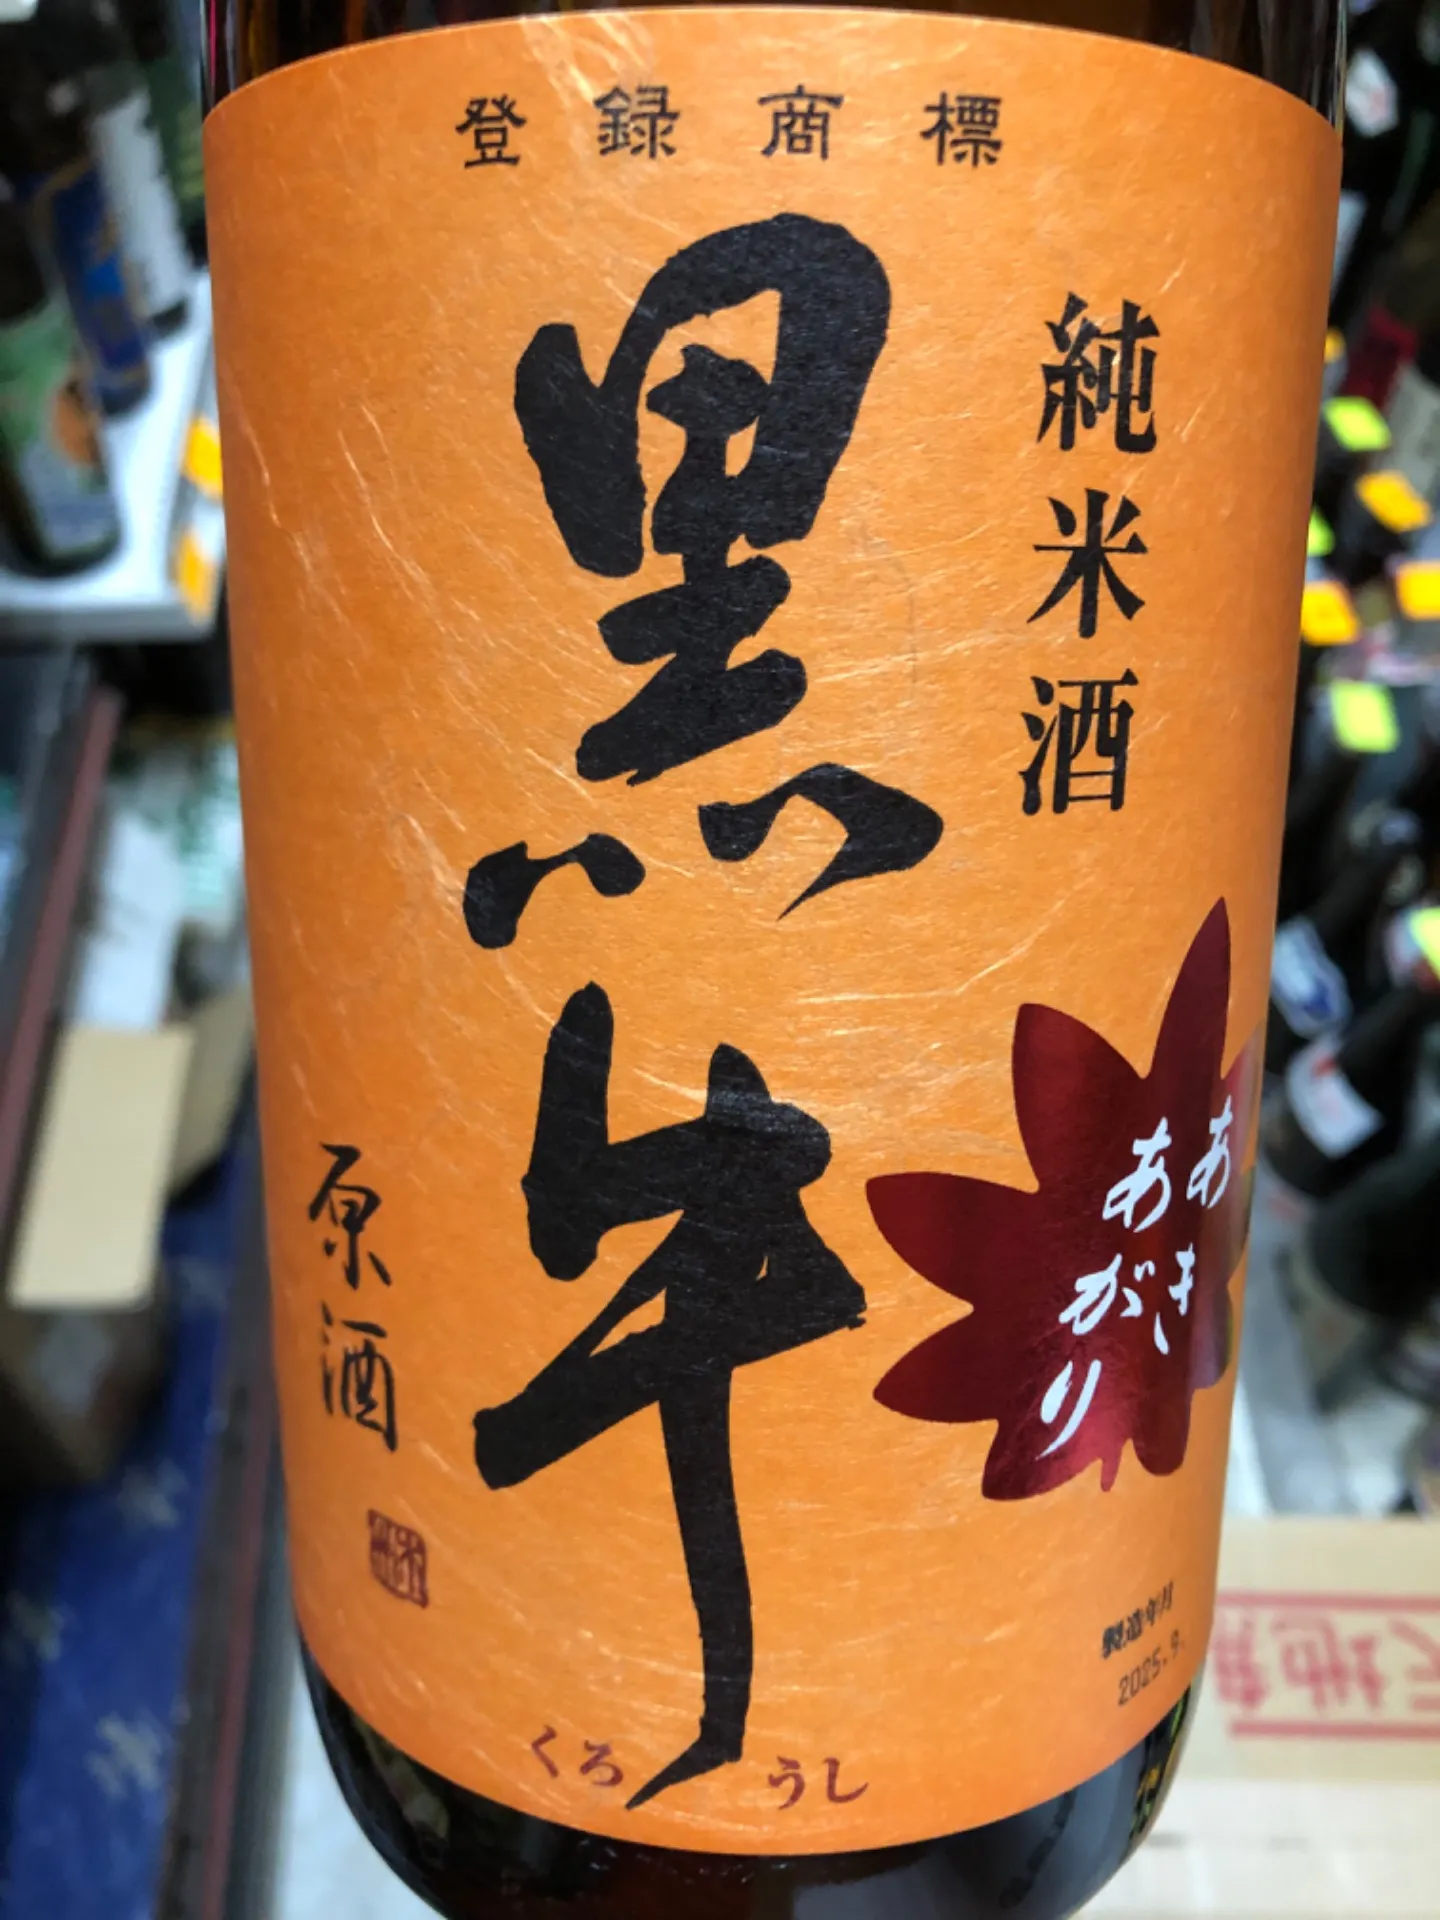 登録商標
純米酒
黒牛
あき
あがり
原酒
製造年月
2025.9.
くろうし